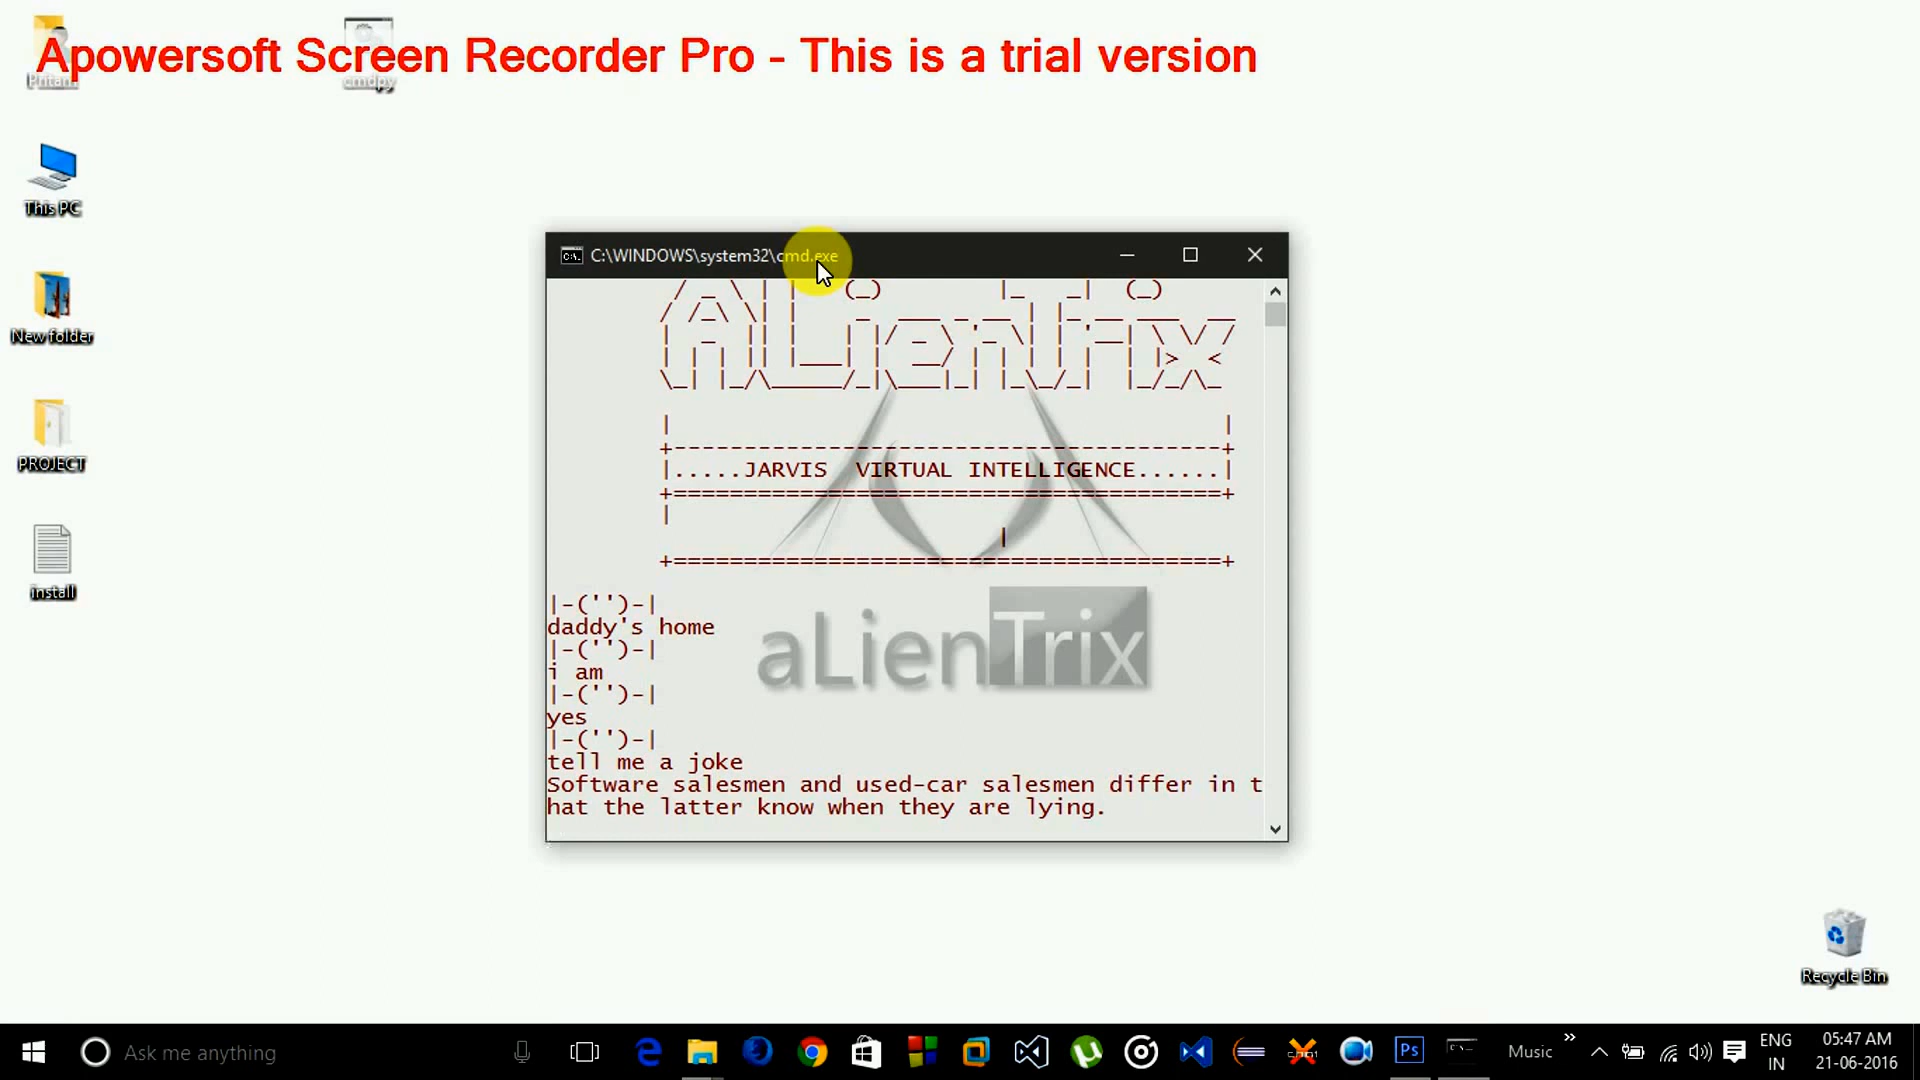 Apowersoft Screen Recorder Pro - This is a trial version
cmdpy
This PC
New folder
PROJECT
install
C:\WINDOWS\system32\cmd.exe
ALienTrix
|.....JARVIS  VIRTUAL INTELLIGENCE......|
aLienTrix
|-('')-|
daddy's home
|-('')-|
i am
|-('')-|
yes
|-('')-|
tell me a joke
Software salesmen and used-car salesmen differ in t
hat the latter know when they are lying.
Recycle Bin
Ask me anything
Ps
Music
ENG
IN
05:47 AM
21-06-2016